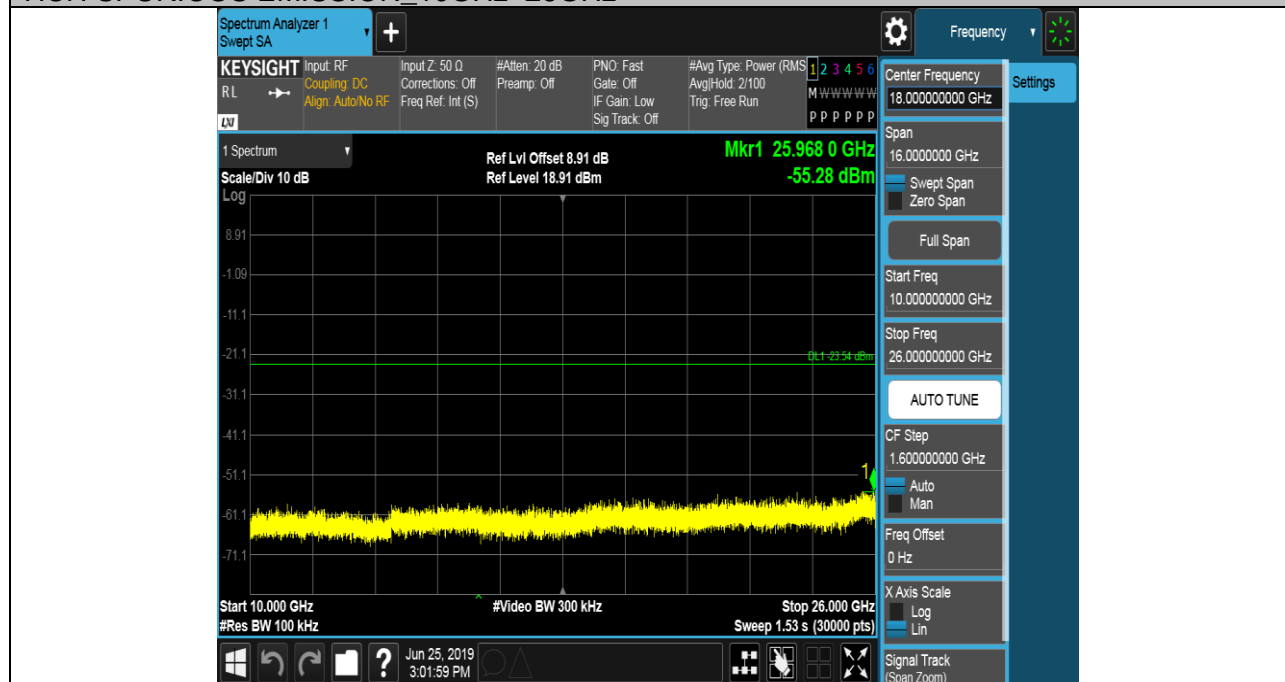 Spectrum Analyzer 1
Swept SA
Frequency
KEYSIGHT
RL
LXI
Input: RF
Coupling: DC
Align: Auto/No RF
Input Z: 50 Ω
Corrections: Off
Freq Ref: Int (S)
#Atten: 20 dB
Preamp: Off
PNO: Fast
Gate: Off
IF Gain: Low
Sig Track: Off
#Avg Type: Power (RMS
Avg|Hold: 2/100
Trig: Free Run
1 2 3 4 5 6
M W W W W W
P P P P P P
1 Spectrum
Scale/Div 10 dB
Ref Lvl Offset 8.91 dB
Ref Level 18.91 dBm
Mkr1 25.968 0 GHz
-55.28 dBm
Log
8.91
-1.09
-11.1
-21.1
DL1 -23.54 dBm
-31.1
-41.1
-51.1
1
-61.1
-71.1
Start 10.000 GHz
#Res BW 100 kHz
#Video BW 300 kHz
Stop 26.000 GHz
Sweep 1.53 s (30000 pts)
Jun 25, 2019
3:01:59 PM
Center Frequency
18.000000000 GHz
Settings
Span
16.0000000 GHz
Swept Span
Zero Span
Full Span
Start Freq
10.000000000 GHz
Stop Freq
26.000000000 GHz
AUTO TUNE
CF Step
1.600000000 GHz
Auto
Man
Freq Offset
0 Hz
X Axis Scale
Log
Lin
Signal Track
(Span Zoom)